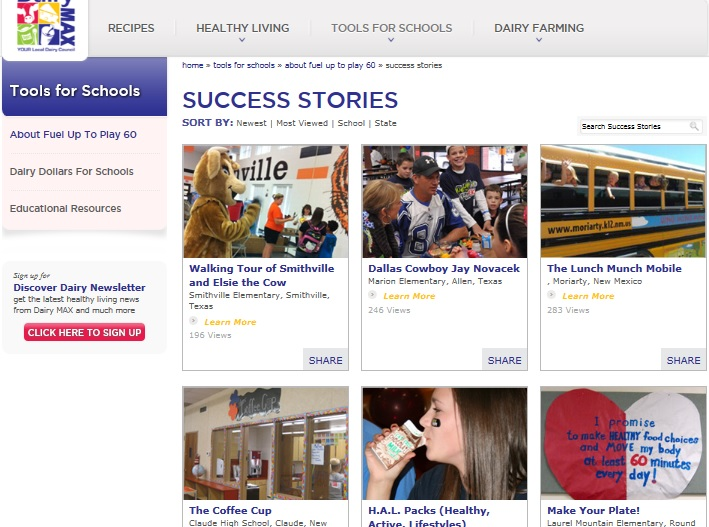 Dairy
MAX
YOUR Local Dairy Council
RECIPES
HEALTHY LIVING
TOOLS FOR SCHOOLS
DAIRY FARMING
Tools for Schools
About Fuel Up To Play 60
Dairy Dollars For Schools
Educational Resources
Sign up for
Discover Dairy Newsletter
get the latest healthy living news
from Dairy MAX and much more
CLICK HERE TO SIGN UP
home » tools for schools » about fuel up to play 60 » success stories
SUCCESS STORIES
SORT BY: Newest | Most Viewed | School | State
Search Success Stories
ville
Walking Tour of Smithville
and Elsie the Cow
Smithville Elementary, Smithville,
Texas
Learn More
196 Views
SHARE
8
Dallas Cowboy Jay Novacek
Marion Elementary, Allen, Texas
Learn More
246 Views
SHARE
www.moriarty.k12.nm.us
The Lunch Munch Mobile
, Moriarty, New Mexico
Learn More
283 Views
SHARE
Coffee Cup
The Coffee Cup
Claude High School, Claude, New
H.A.L. Packs (Healthy,
Active, Lifestyles)
I promise
to make HEALTHY food choices
and MOVE my body
at least 60 minutes
every day!
Make Your Plate!
Laurel Mountain Elementary, Round